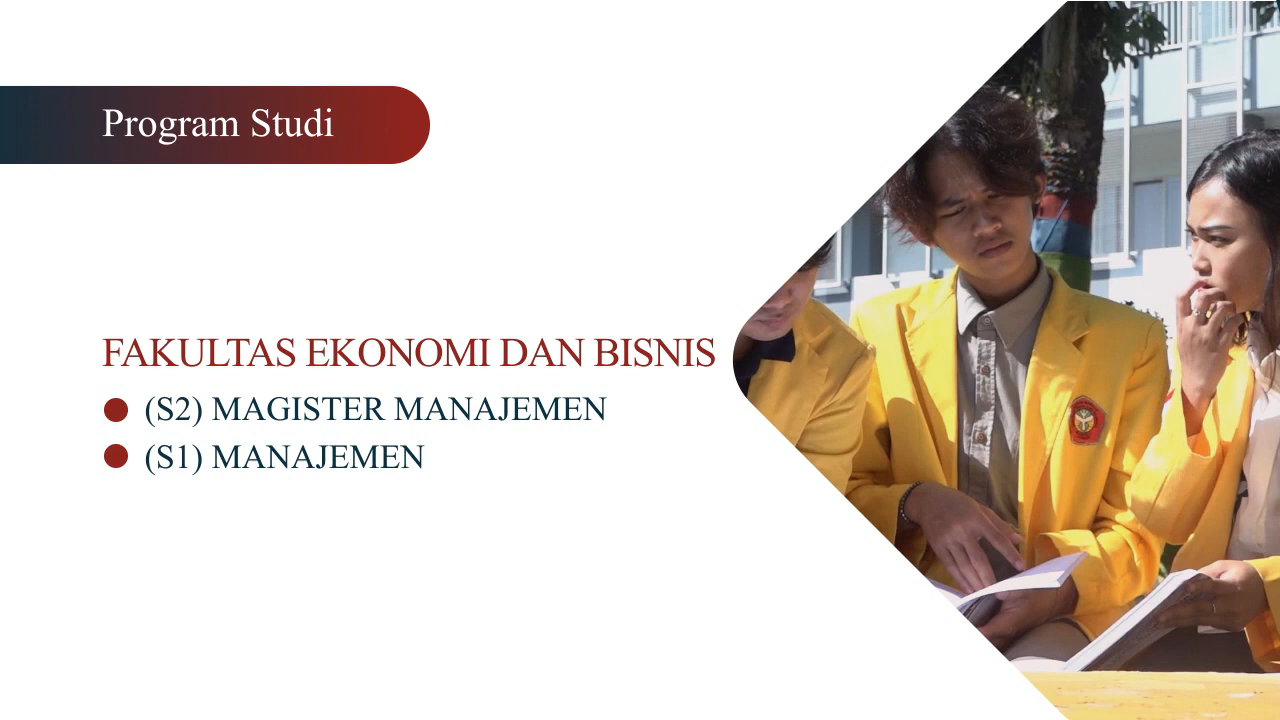 Program Studi
FAKULTAS EKONOMI DAN BISNIS
(S2) MAGISTER MANAJEMEN
(S1) MANAJEMEN